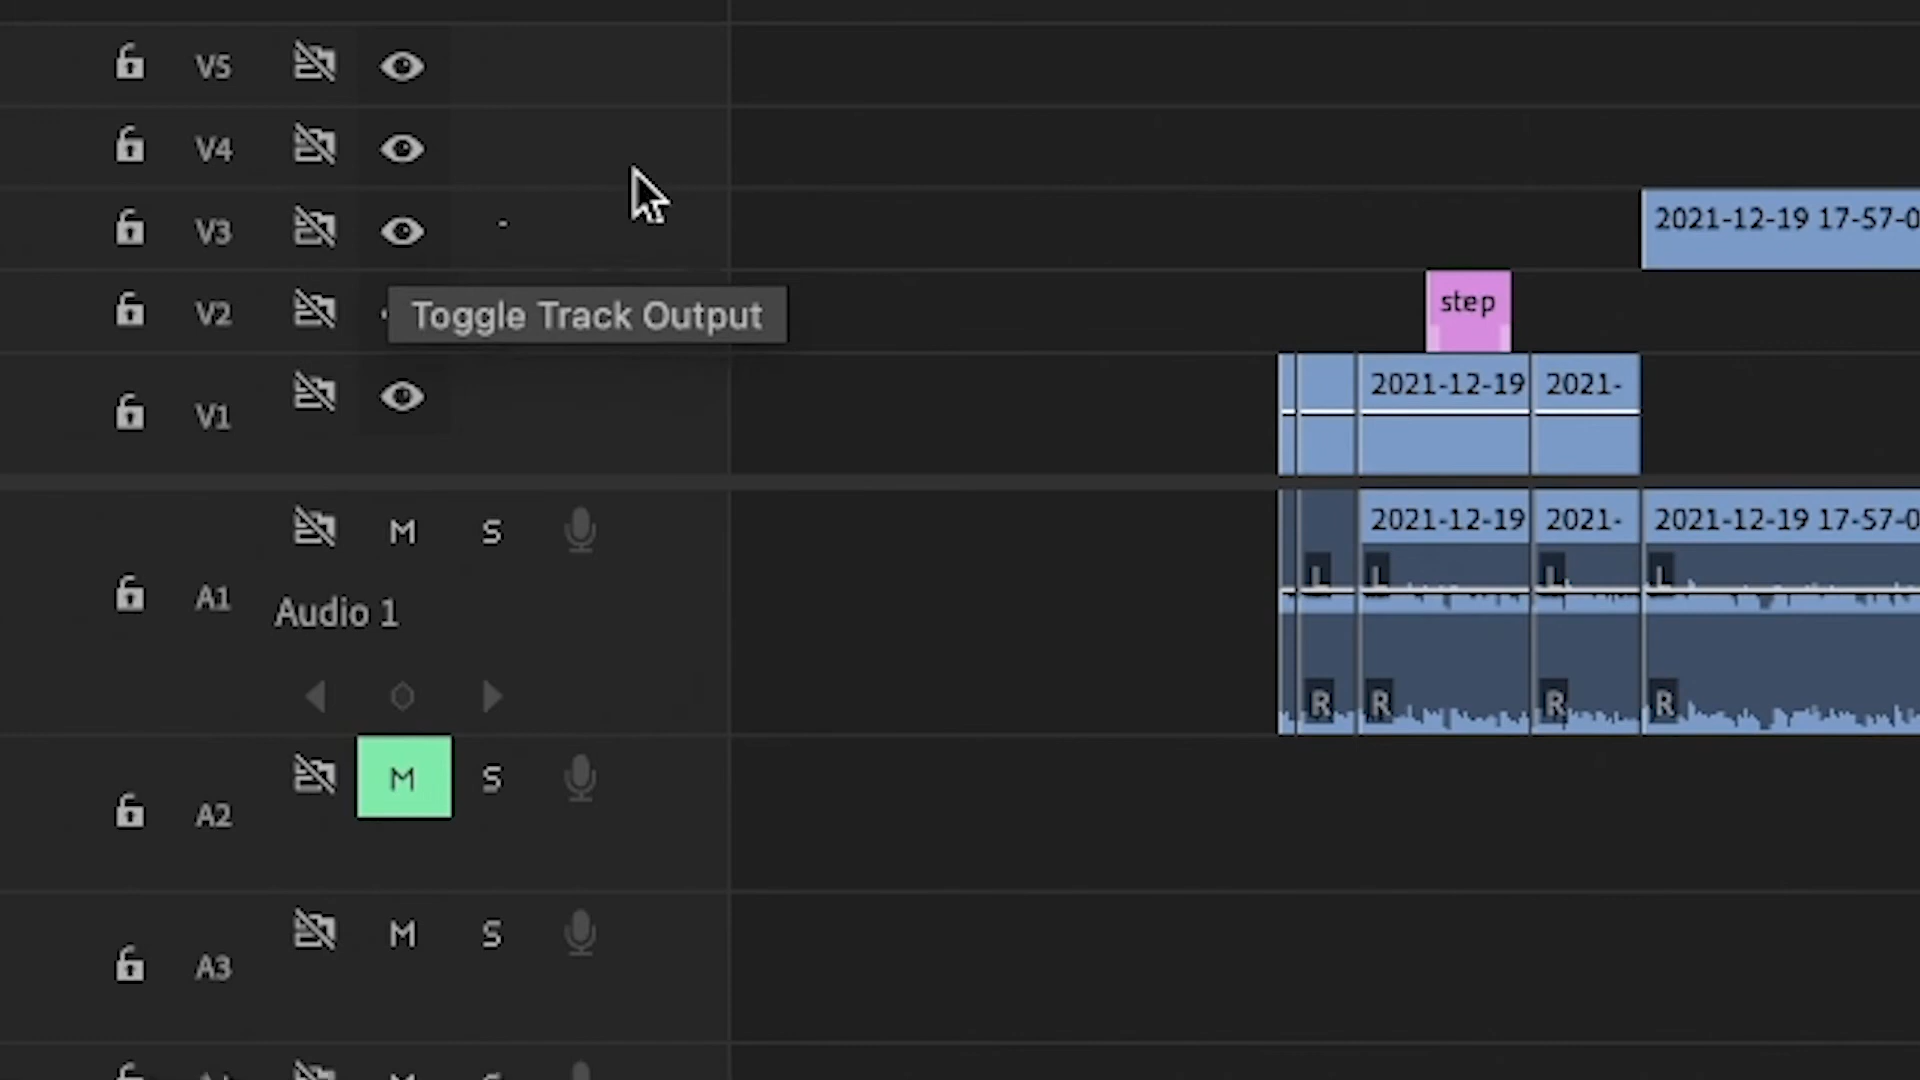 V5
V4
V3
2021-12-19 17-57-0
V2
Toggle Track Output
step
V1
2021-12-19
2021-
M
S
2021-12-19
2021-
2021-12-19 17-57-0
L
L
L
L
A1
Audio 1
R
R
R
R
M
S
A2
M
S
A3